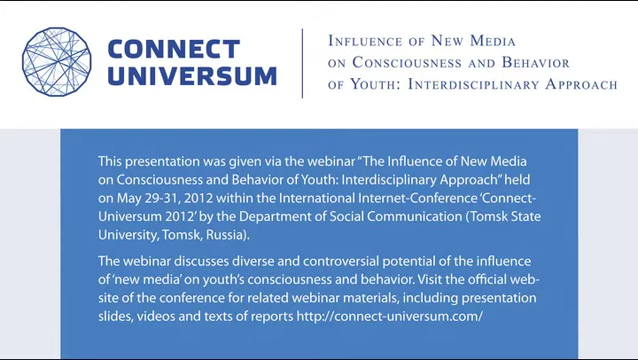 CONNECT
UNIVERSUM
INFLUENCE OF NEW MEDIA
ON CONSCIOUSNESS AND BEHAVIOR
OF YOUTH: INTERDISCIPLINARY APPROACH
This presentation was given via the webinar “The Influence of New Media
on Consciousness and Behavior of Youth: Interdisciplinary Approach” held
on May 29-31, 2012 within the International Internet-Conference ‘Connect-
Universum 2012’ by the Department of Social Communication (Tomsk State
University, Tomsk, Russia).
The webinar discusses diverse and controversial potential of the influence
of ‘new media’ on youth’s consciousness and behavior. Visit the official web-
site of the conference for related webinar materials, including presentation
slides, videos and texts of reports http://connect-universum.com/